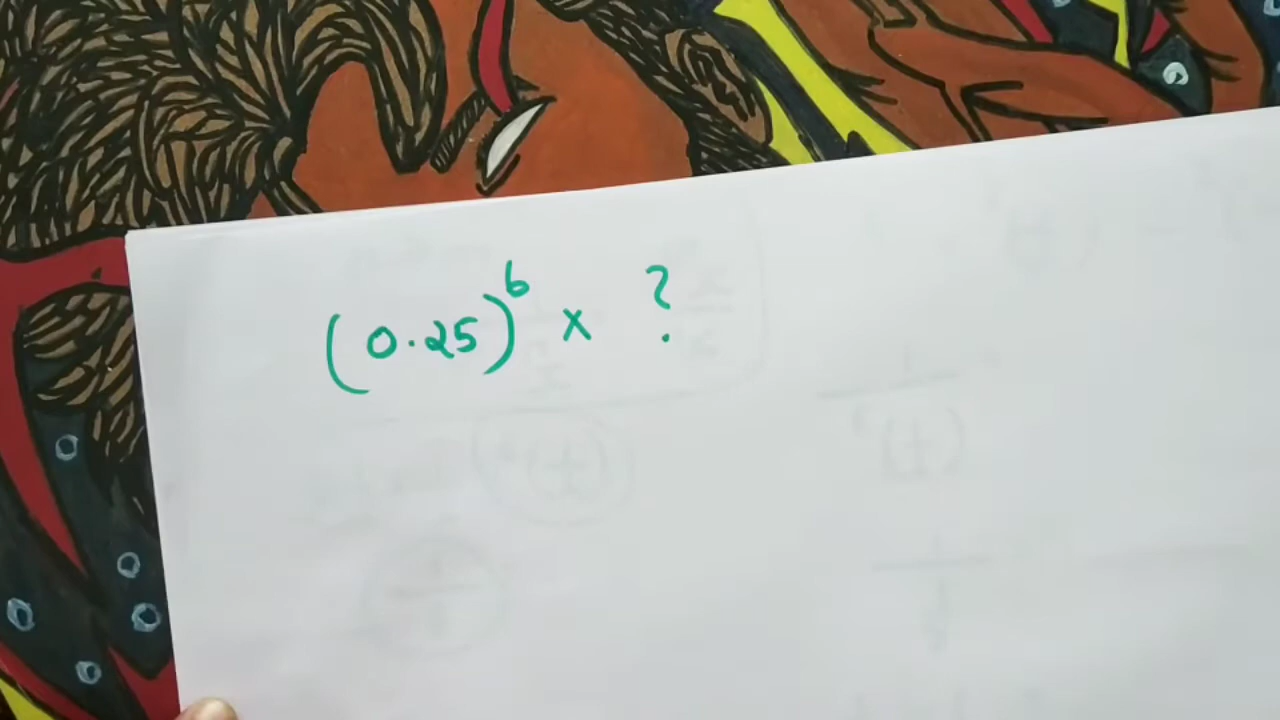 (0.25)⁶ × ?